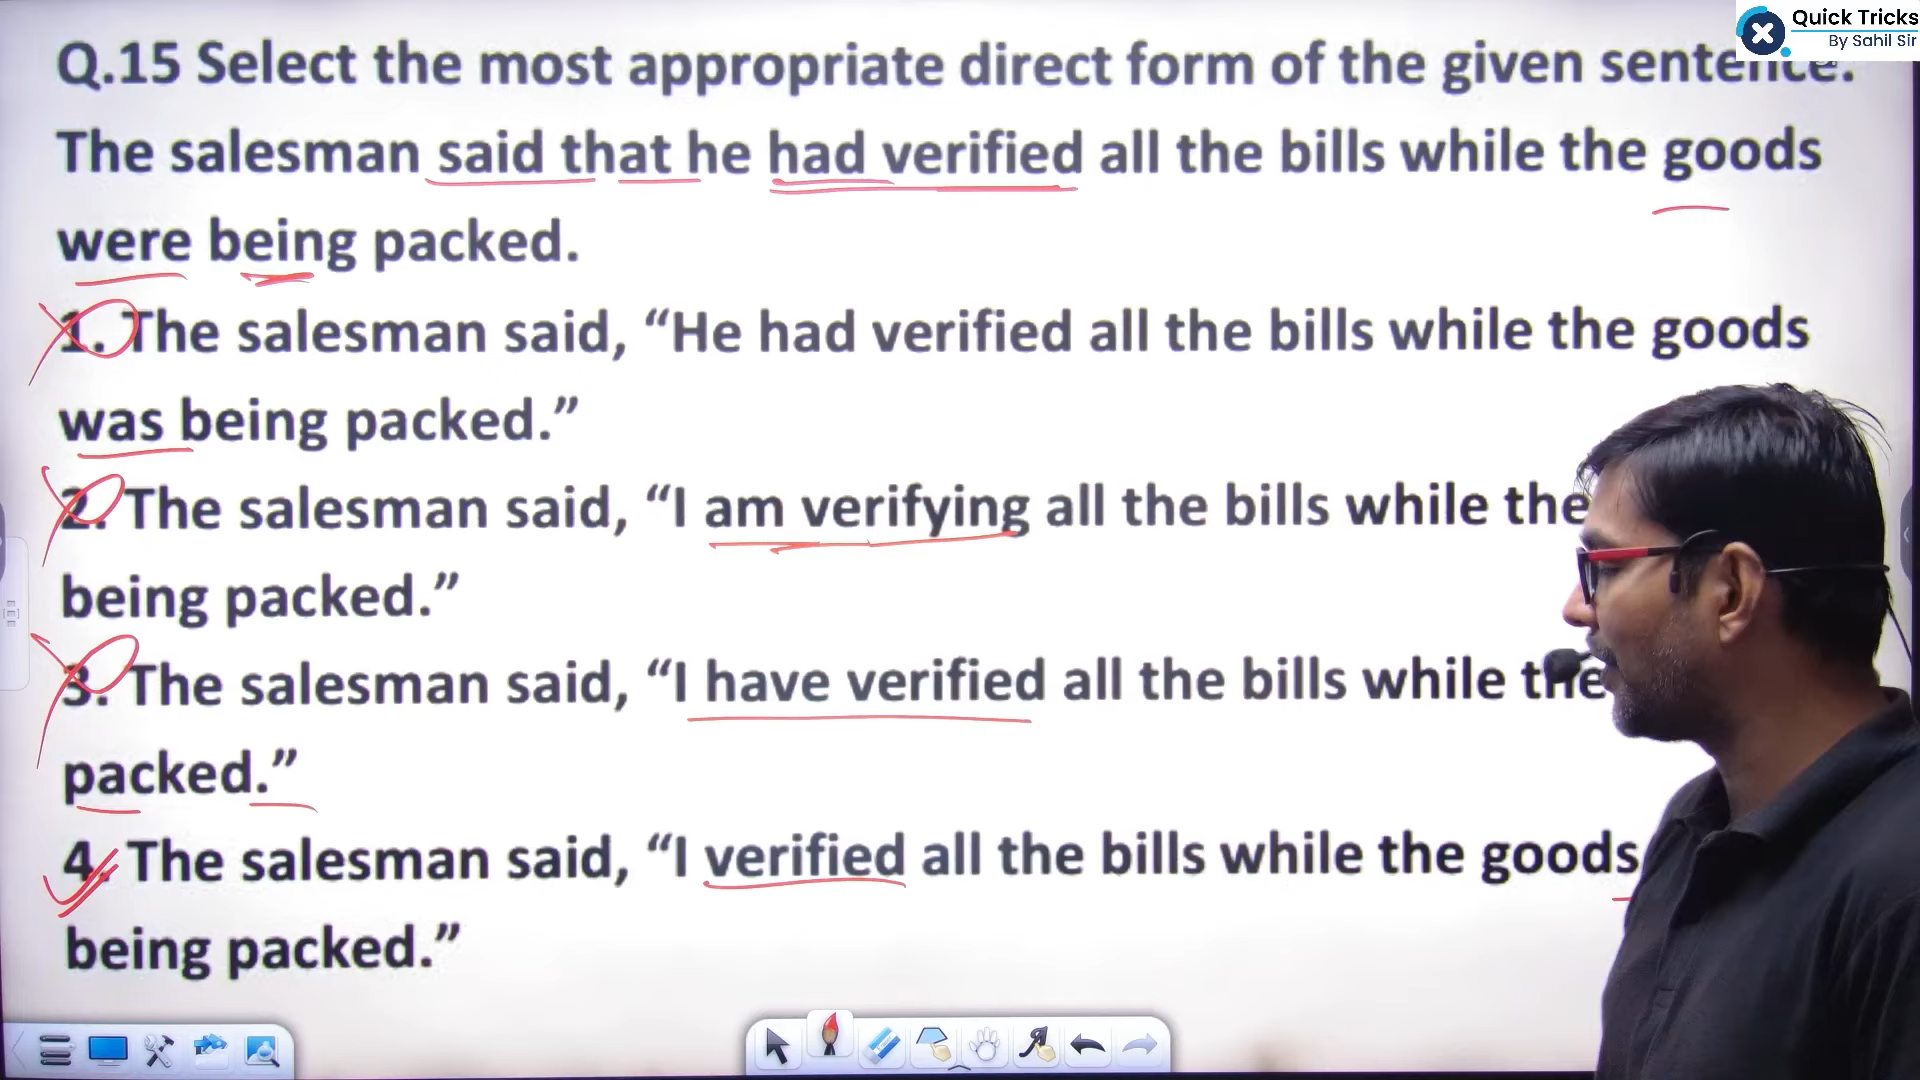 Quick Tricks
By Sahil Sir
Q.15 Select the most appropriate direct form of the given sentence.
The salesman said that he had verified all the bills while the goods
were being packed.
1. The salesman said, “He had verified all the bills while the goods
was being packed.”
2. The salesman said, “I am verifying all the bills while the
being packed.”
3. The salesman said, “I have verified all the bills while the
packed.”
4. The salesman said, “I verified all the bills while the goods
being packed.”